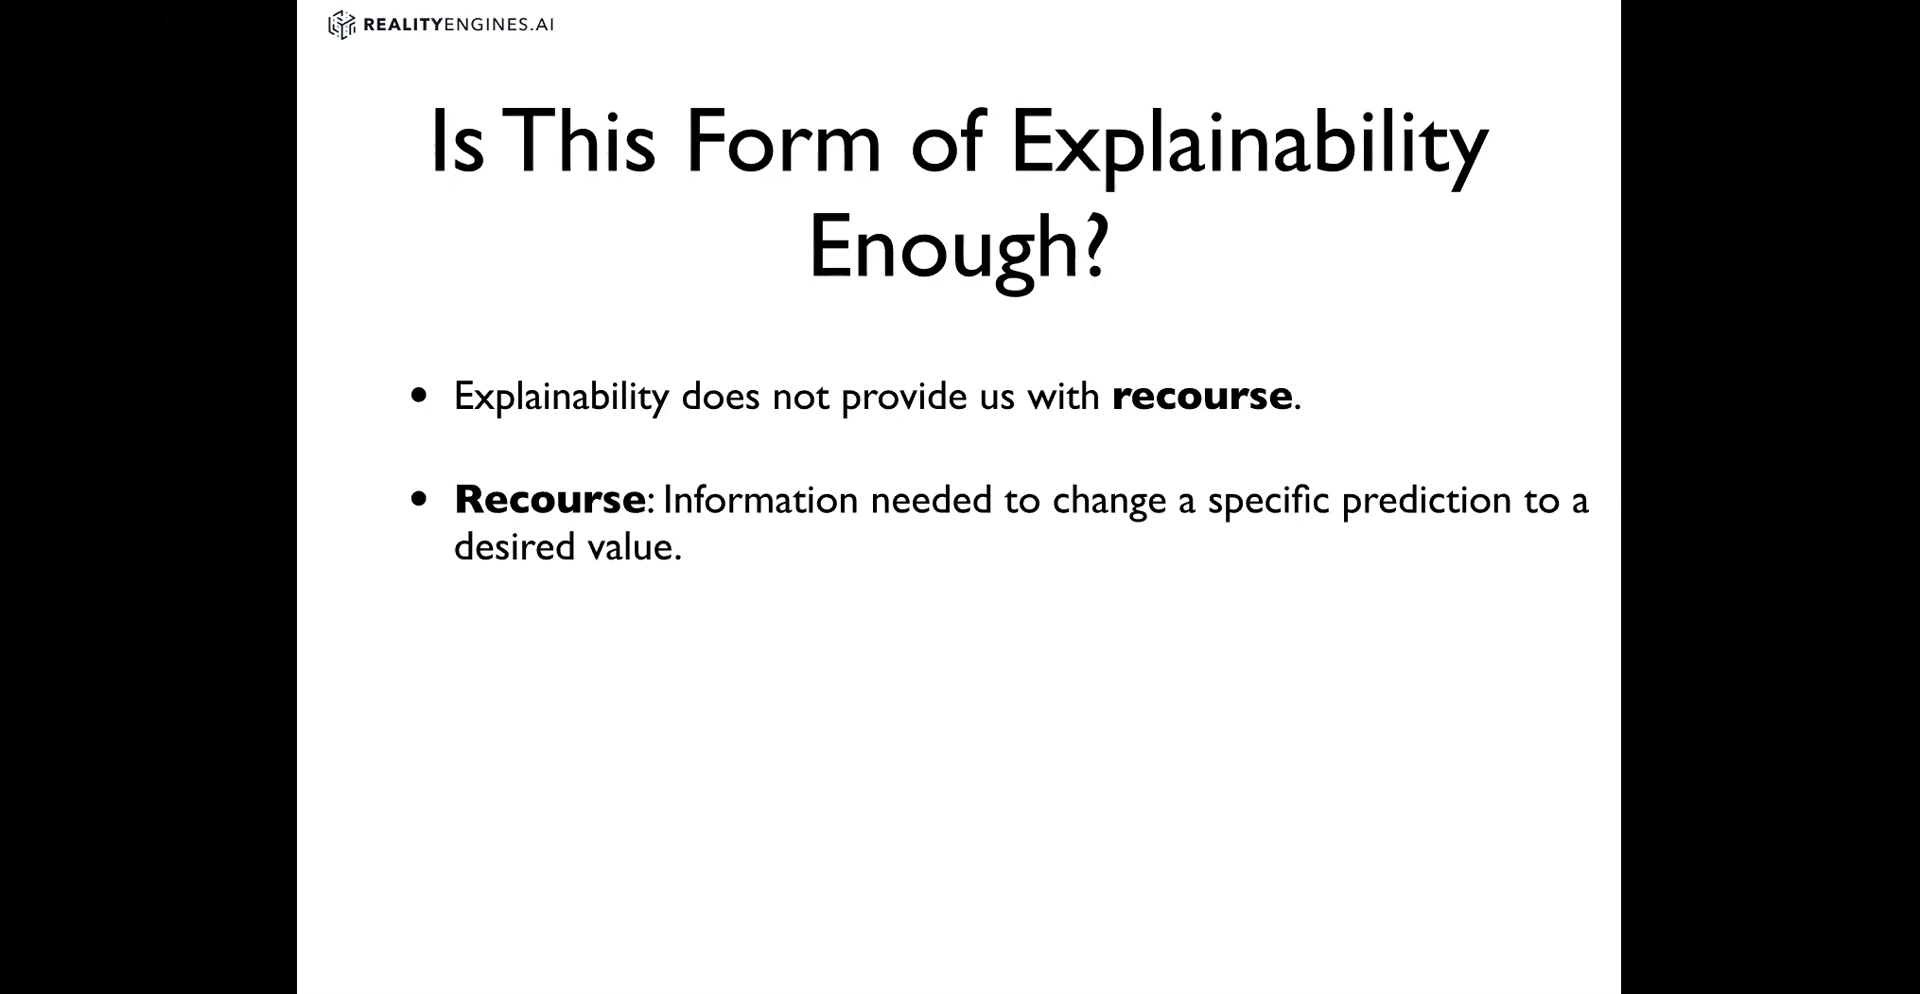 REALITYENGINES.AI
Is This Form of Explainability
Enough?
• Explainability does not provide us with recourse.
• Recourse: Information needed to change a specific prediction to a
desired value.